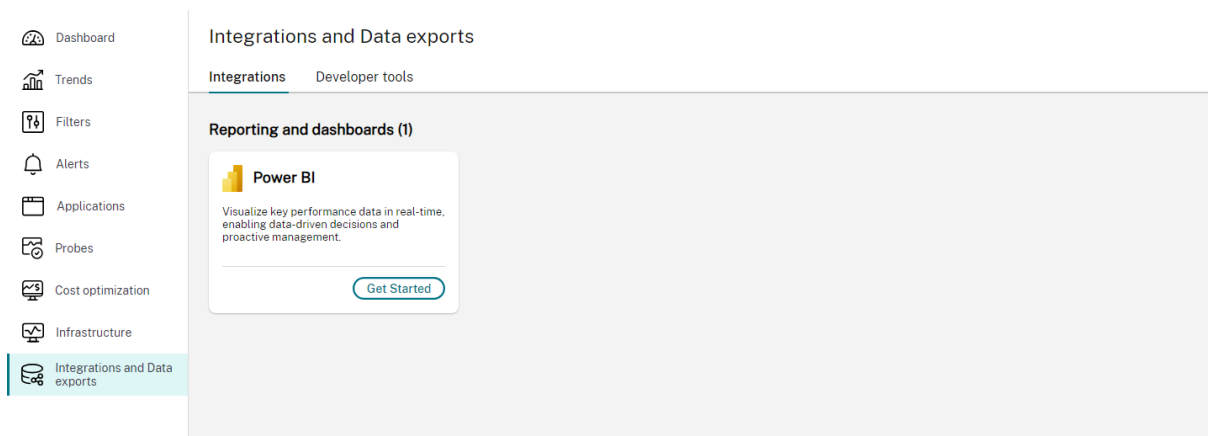 Dashboard
Trends
Filters
Alerts
Applications
Probes
Cost optimization
Infrastructure
Integrations and Data
exports
Integrations and Data exports
Integrations Developer tools
Reporting and dashboards (1)
Power BI
Visualize key performance data in real-time,
enabling data-driven decisions and
proactive management.
Get Started